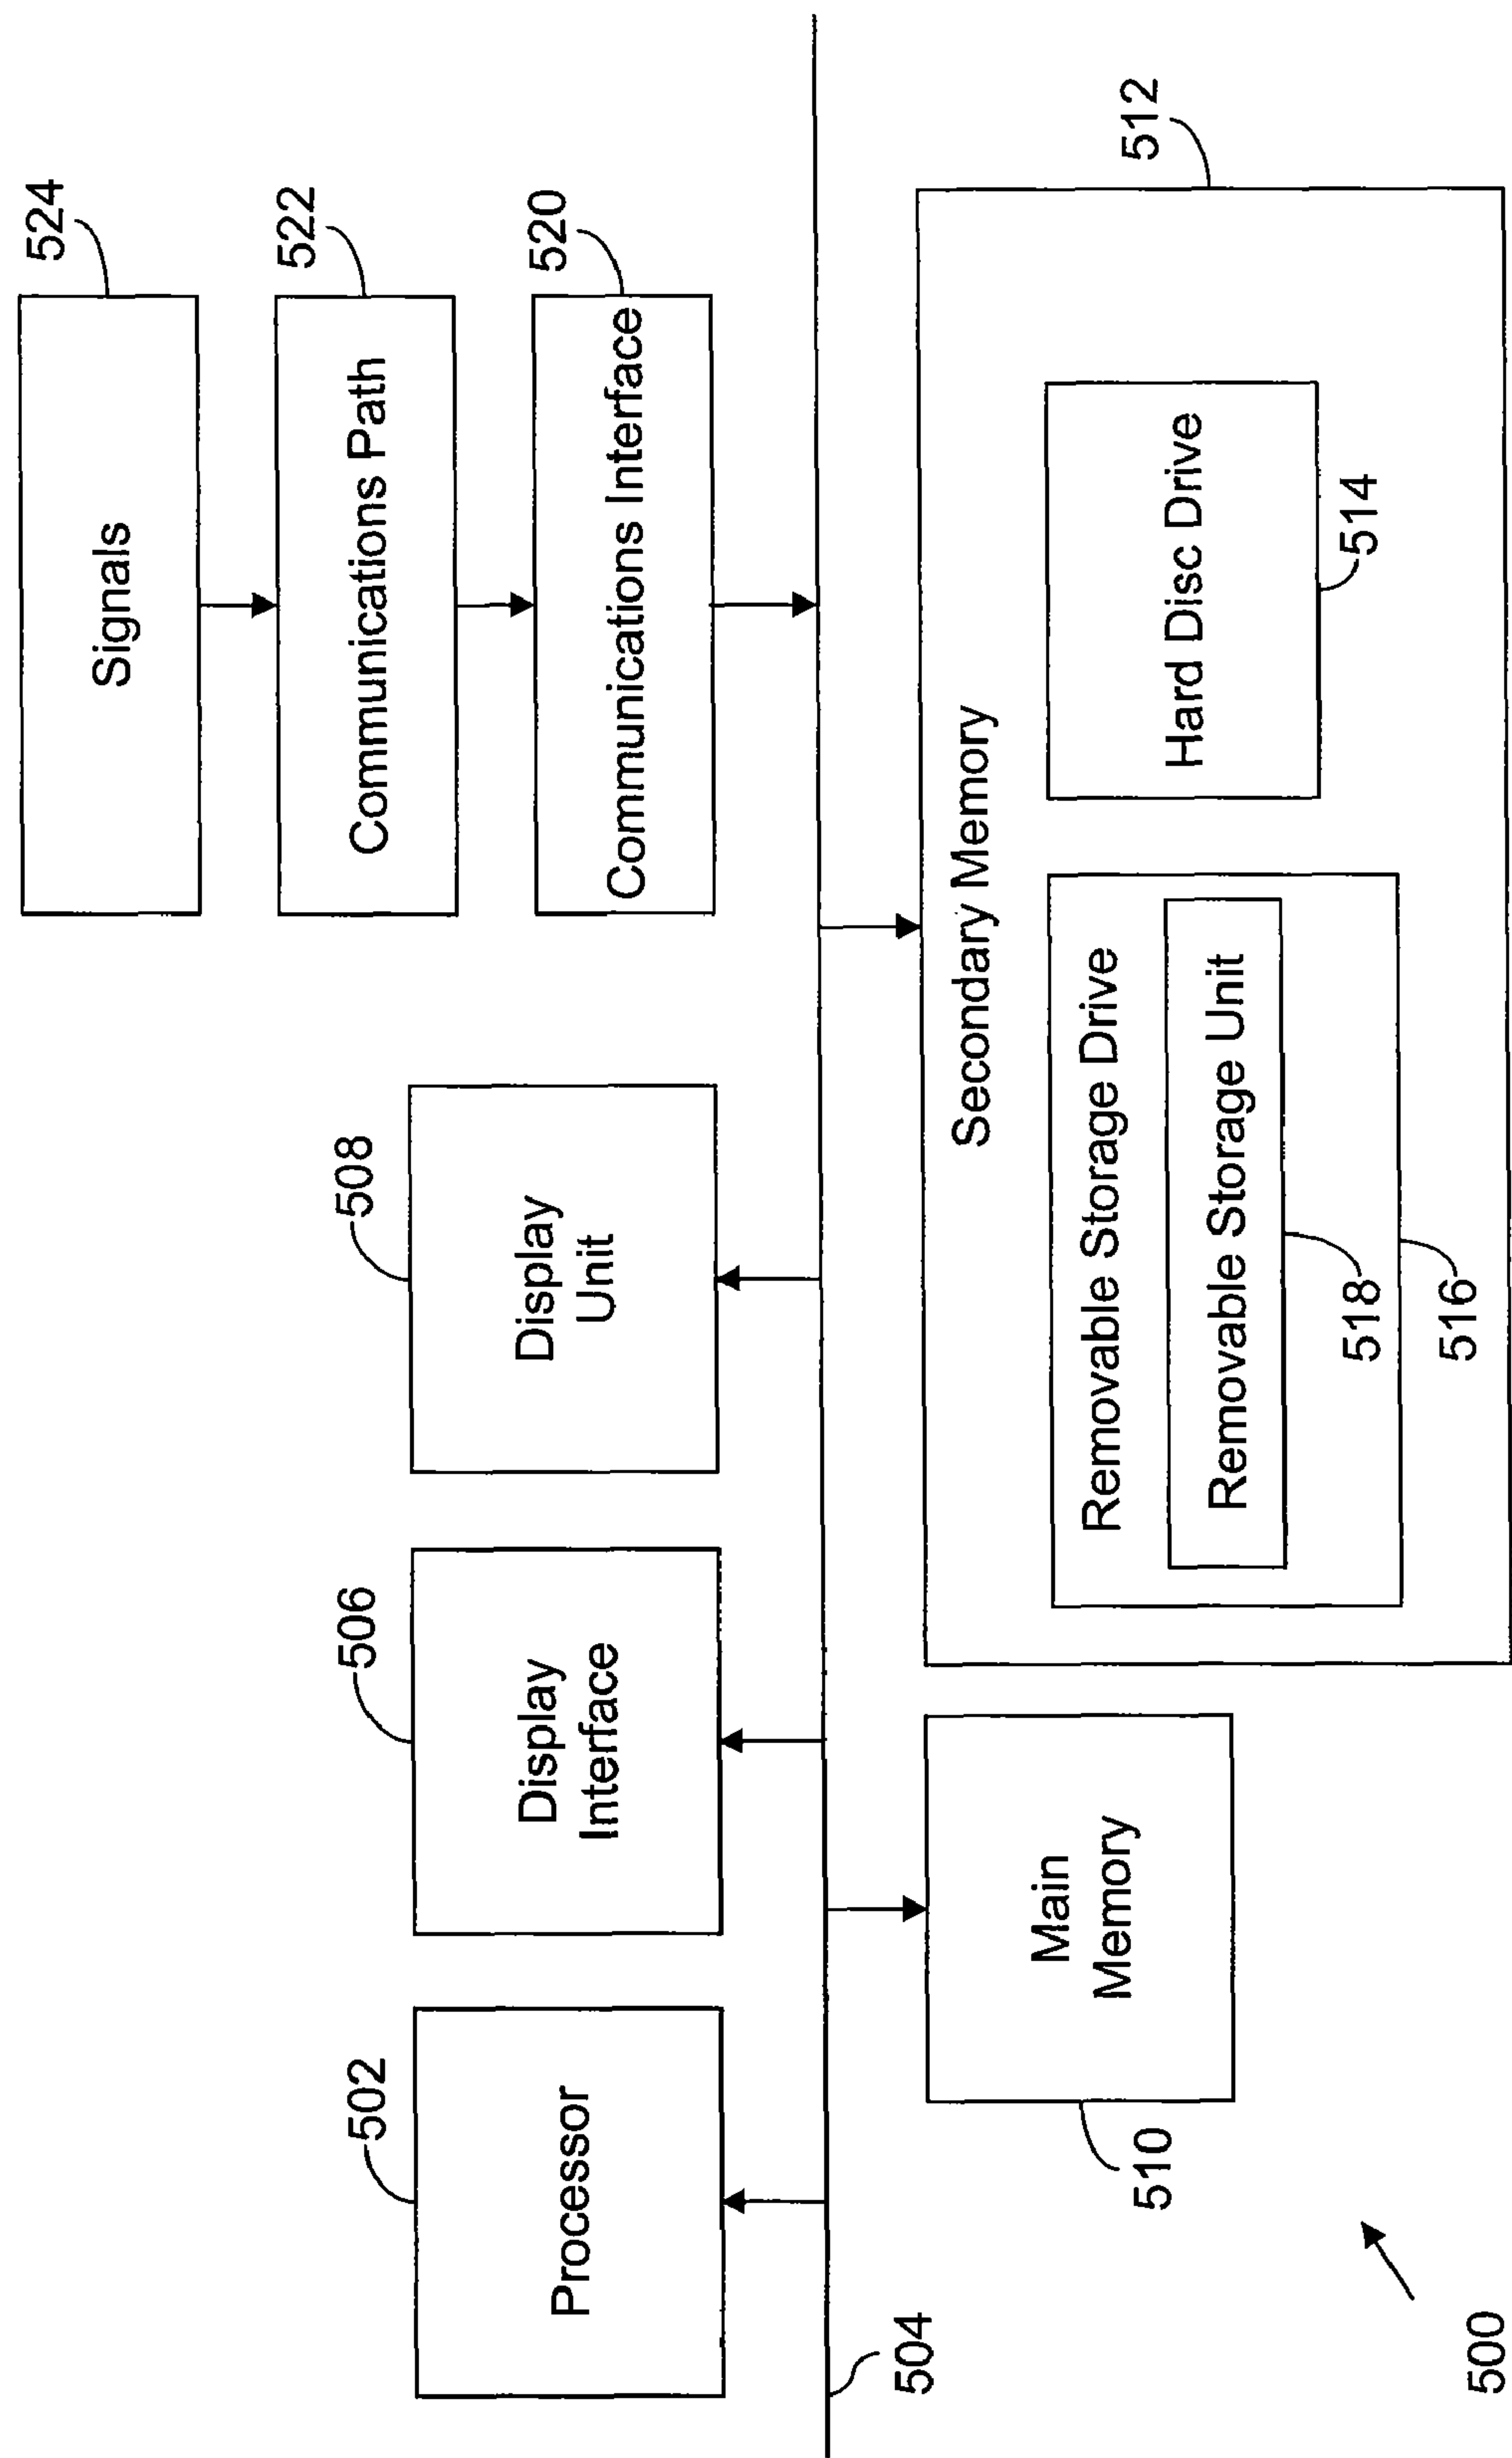 524
Signals
522
Communications Path
520
Communications Interface
508
Display
Unit
506
Display
Interface
502
Processor
504
Main
Memory
510
Secondary Memory
512
Removable Storage Drive
Removable Storage Unit
518
516
Hard Disc Drive
514
500